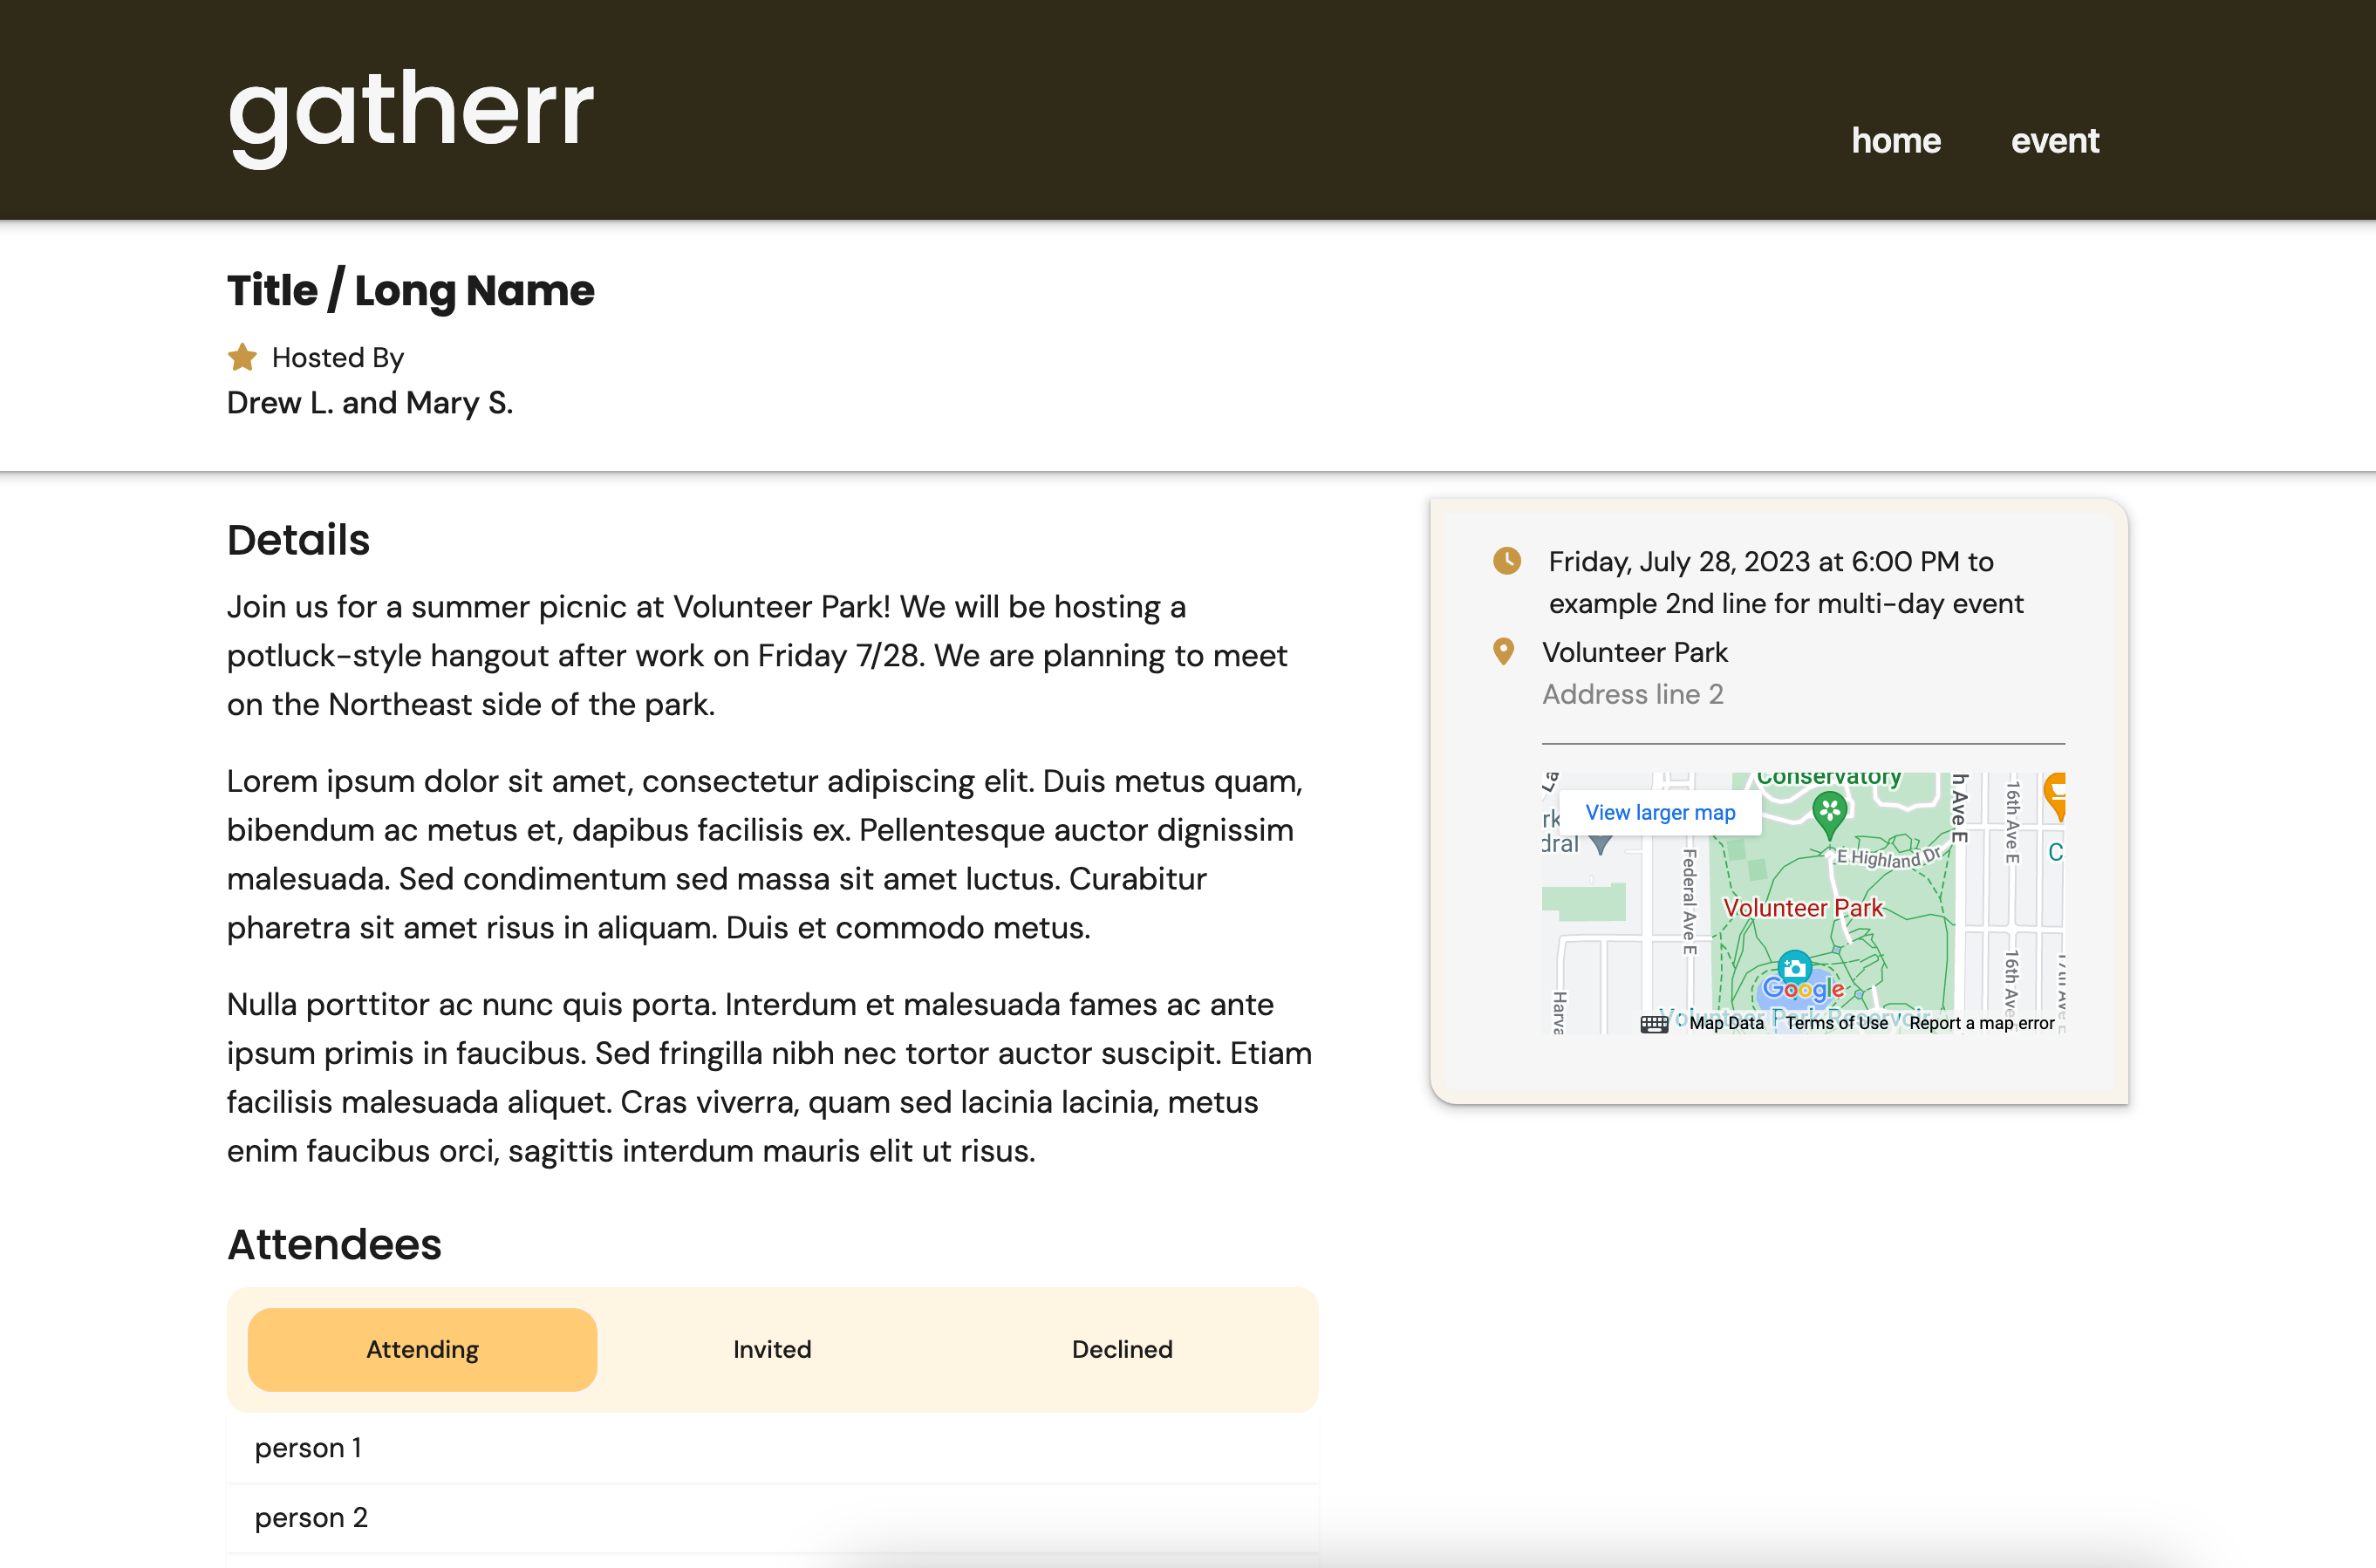 gatherr
home event
Title / Long Name
Hosted By
Drew L. and Mary S.
Details
Join us for a summer picnic at Volunteer Park! We will be hosting a
potluck-style hangout after work on Friday 7/28. We are planning to meet
on the Northeast side of the park.
Lorem ipsum dolor sit amet, consectetur adipiscing elit. Duis metus quam,
bibendum ac metus et, dapibus facilisis ex. Pellentesque auctor dignissim
malesuada. Sed condimentum sed massa sit amet luctus. Curabitur
pharetra sit amet risus in aliquam. Duis et commodo metus.
Nulla porttitor ac nunc quis porta. Interdum et malesuada fames ac ante
ipsum primis in faucibus. Sed fringilla nibh nec tortor auctor suscipit. Etiam
facilisis malesuada aliquet. Cras viverra, quam sed lacinia lacinia, metus
enim faucibus orci, sagittis interdum mauris elit ut risus.
Attendees
Attending Invited Declined
person 1
person 2
Friday, July 28, 2023 at 6:00 PM to
example 2nd line for multi-day event
Volunteer Park
Address line 2
Conservatory
View larger map
rk
dral
E Highland Dr
h Ave E
16th Ave E
C
Federal Ave E
Volunteer Park
16th Ave
Harva
Google
Volunteer Park Reservoir
Map Data Terms of Use Report a map error